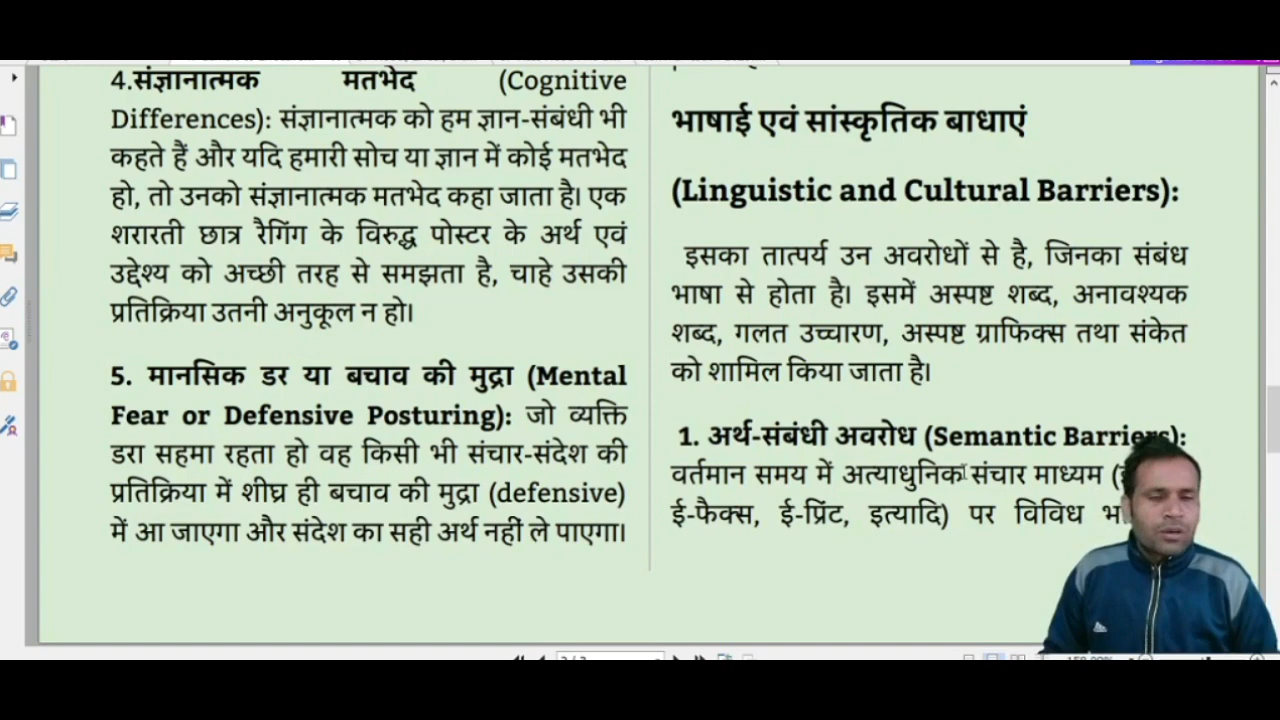 4.संज्ञानात्मक मतभेद (Cognitive
Differences): संज्ञानात्मक को हम ज्ञान-संबंधी भी
कहते हैं और यदि हमारी सोच या ज्ञान में कोई मतभेद
हो, तो उनको संज्ञानात्मक मतभेद कहा जाता है। एक
शरारती छात्र रैगिंग के विरुद्ध पोस्टर के अर्थ एवं
उद्देश्य को अच्छी तरह से समझता है, चाहे उसकी
प्रतिक्रिया उतनी अनुकूल न हो।
5. मानसिक डर या बचाव की मुद्रा (Mental
Fear or Defensive Posturing): जो व्यक्ति
डरा सहमा रहता हो वह किसी भी संचार-संदेश की
प्रतिक्रिया में शीघ्र ही बचाव की मुद्रा (defensive)
में आ जाएगा और संदेश का सही अर्थ नहीं ले पाएगा।
भाषाई एवं सांस्कृतिक बाधाएं
(Linguistic and Cultural Barriers):
इसका तात्पर्य उन अवरोधों से है, जिनका संबंध
भाषा से होता है। इसमें अस्पष्ट शब्द, अनावश्यक
शब्द, गलत उच्चारण, अस्पष्ट ग्राफिक्स तथा संकेत
को शामिल किया जाता है।
1. अर्थ-संबंधी अवरोध (Semantic Barriers):
वर्तमान समय में अत्याधुनिक संचार माध्यम
ई-फैक्स, ई-प्रिंट, इत्यादि) पर विविध